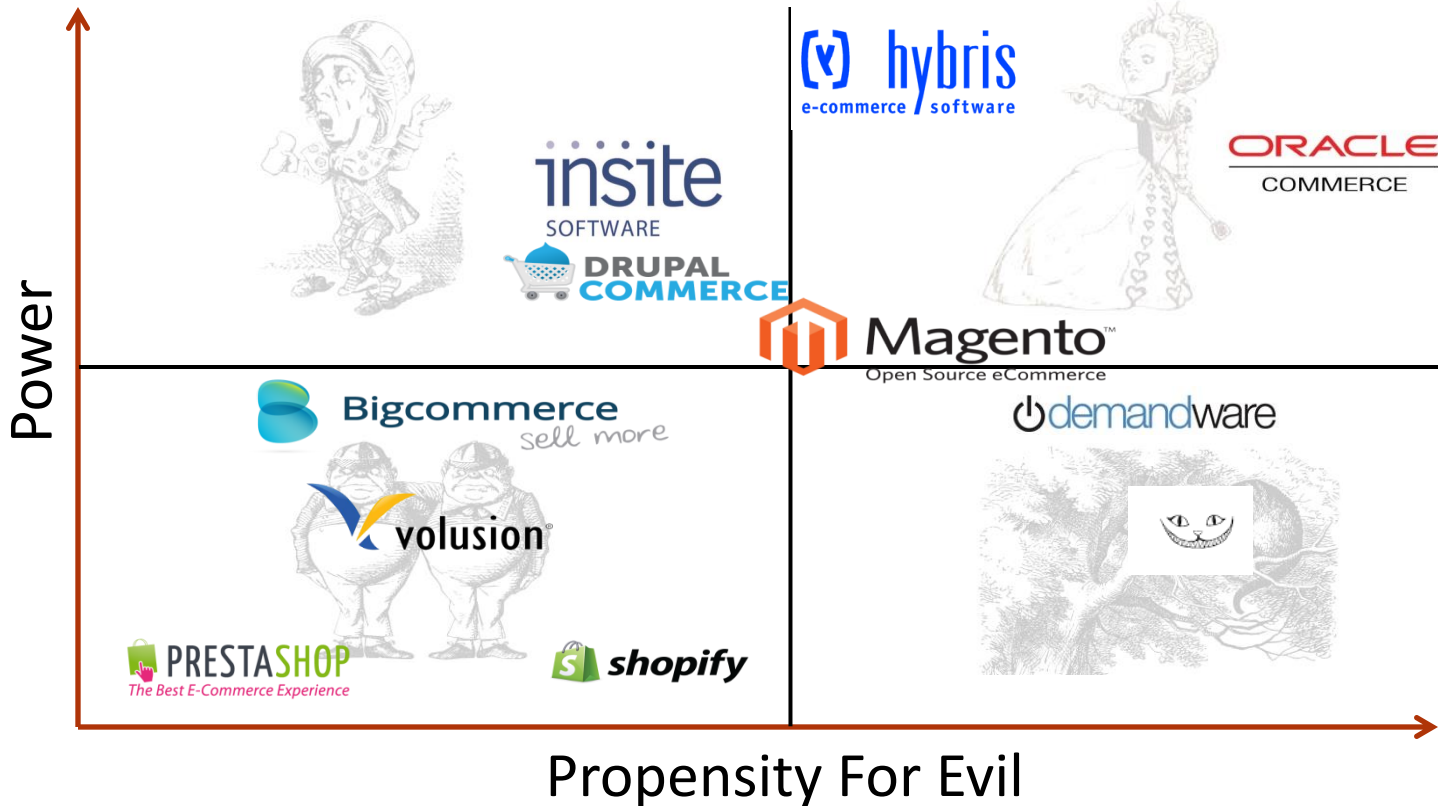 hybris
e-commerce / software
ORACLE
COMMERCE
insite
SOFTWARE
DRUPAL
COMMERCE
Magento™
Open Source eCommerce
Power
Bigcommerce
sell more
demandware
volusion®
PRESTASHOP
The Best E-Commerce Experience
S shopify
Propensity For Evil